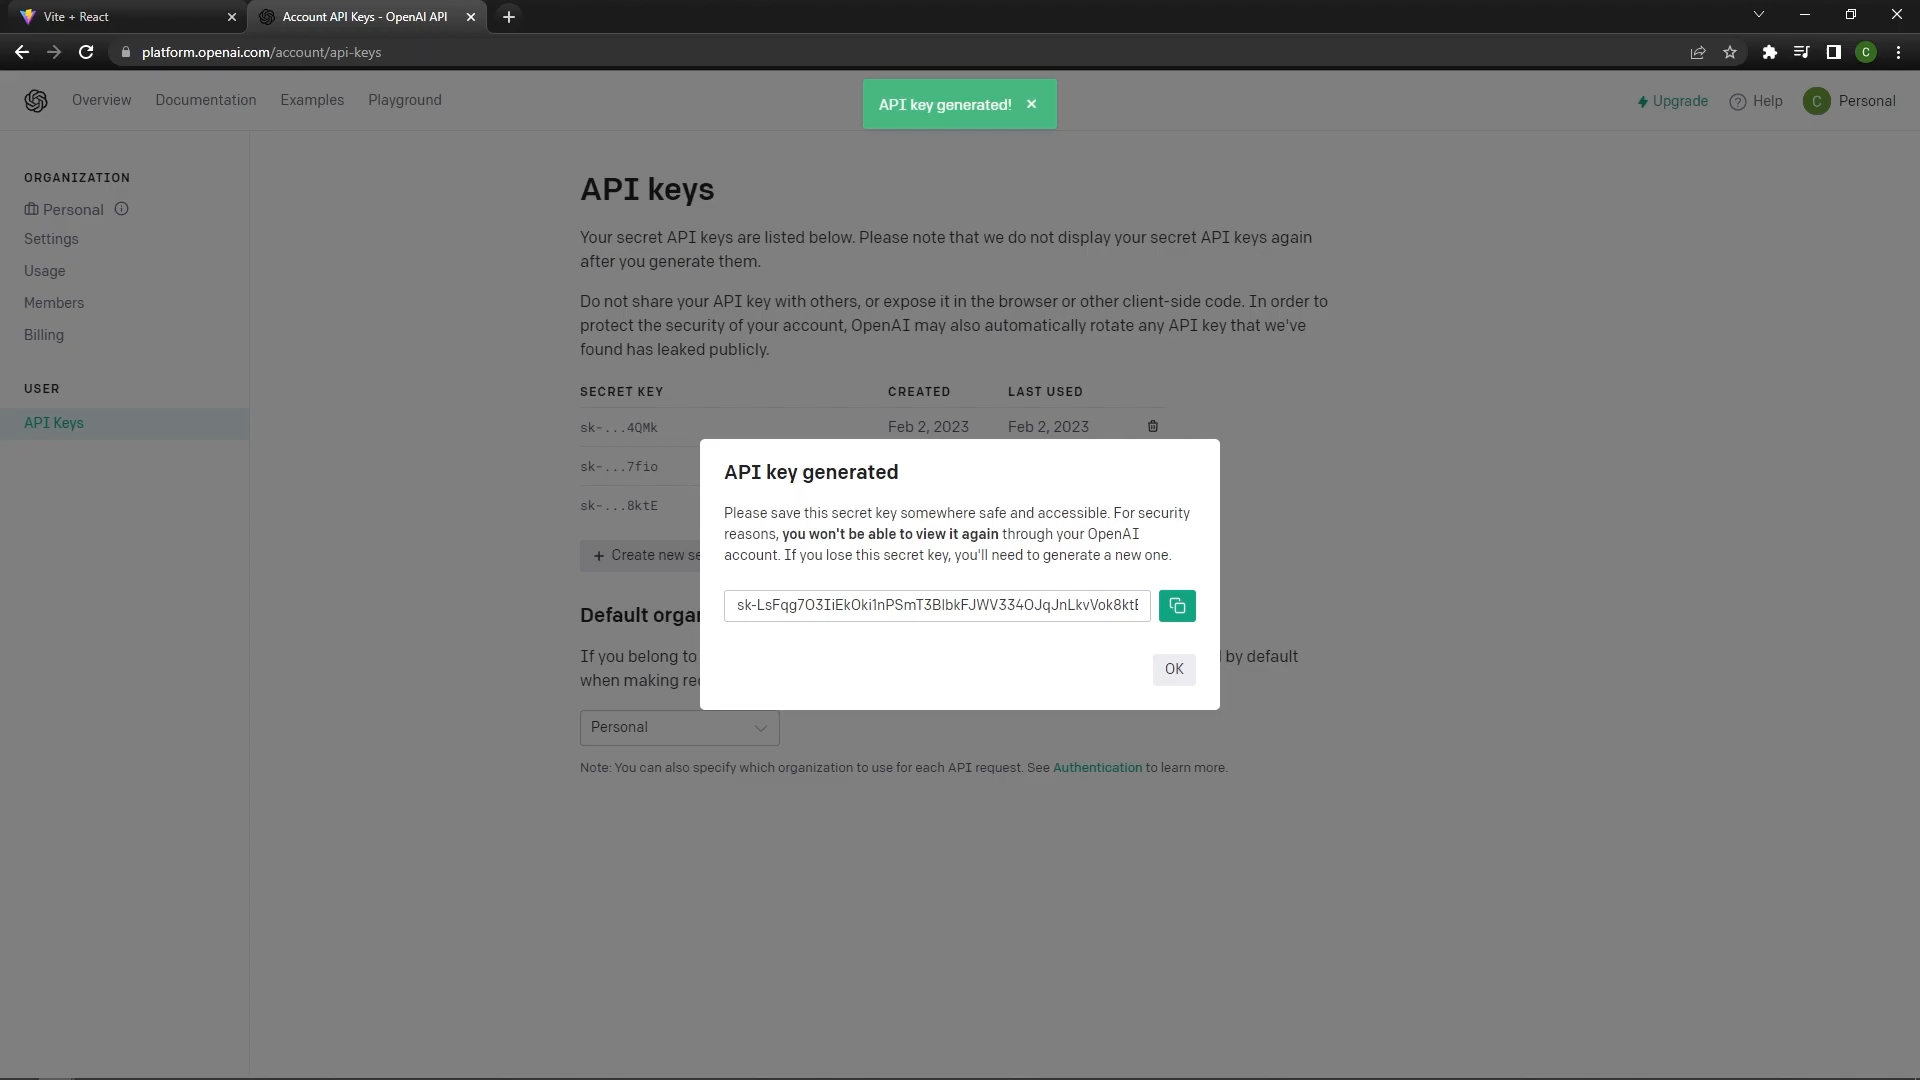 Vite + React
Account API Keys - OpenAI API
platform.openai.com/account/api-keys
C
Overview
Documentation
Examples
Playground
API key generated!
Upgrade
Help
C
Personal
ORGANIZATION
Personal
Settings
Usage
Members
Billing
USER
API Keys
API keys
Your secret API keys are listed below. Please note that we do not display your secret API keys again
after you generate them.
Do not share your API key with others, or expose it in the browser or other client-side code. In order to
protect the security of your account, OpenAI may also automatically rotate any API key that we've
found has leaked publicly.
SECRET KEY CREATED LAST USED
sk-...4QMk Feb 2, 2023 Feb 2, 2023
sk-...7fio
sk-...8ktE
+ Create new se
API key generated
Please save this secret key somewhere safe and accessible. For security
reasons, you won't be able to view it again through your OpenAI
account. If you lose this secret key, you'll need to generate a new one.
OK
Default organ
If you belong to
by default
when making re
Personal
Note: You can also specify which organization to use for each API request. See Authentication to learn more.